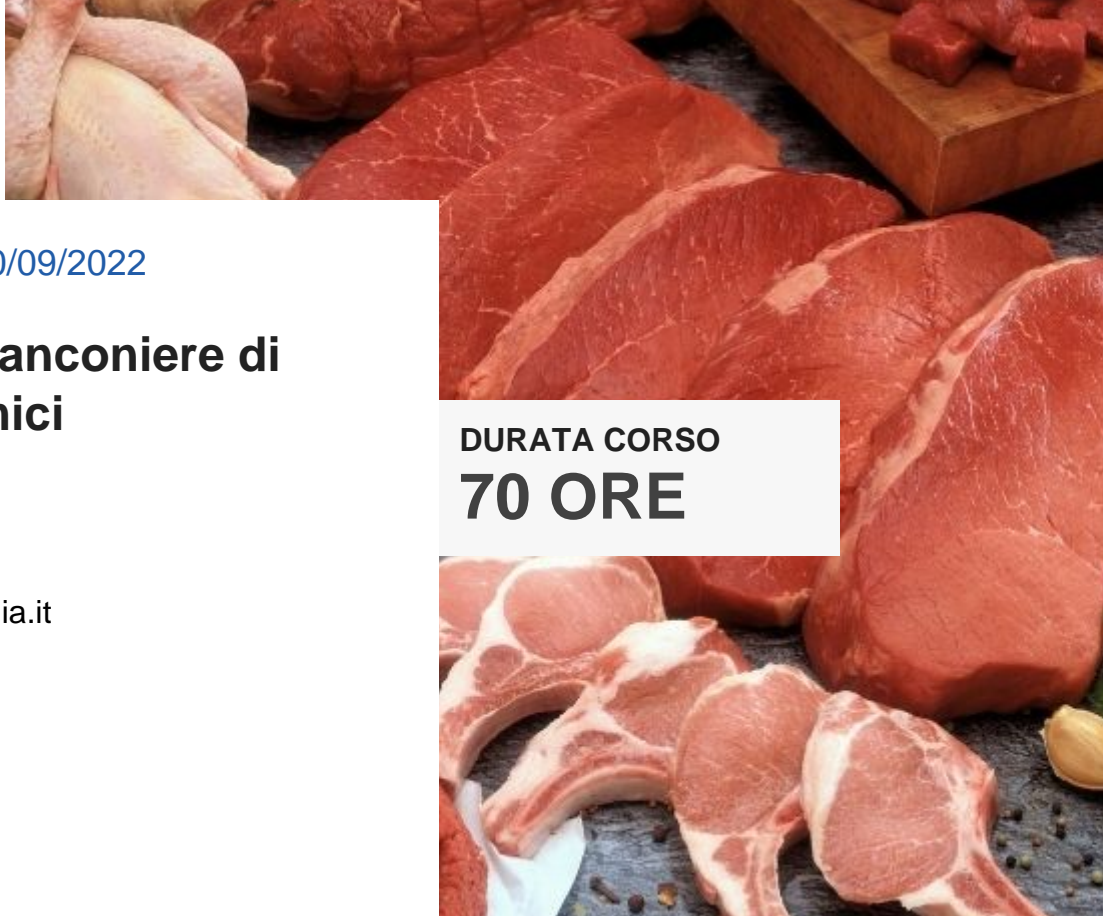 0/09/2022
anconiere di
nici
DURATA CORSO
70 ORE
ia.it